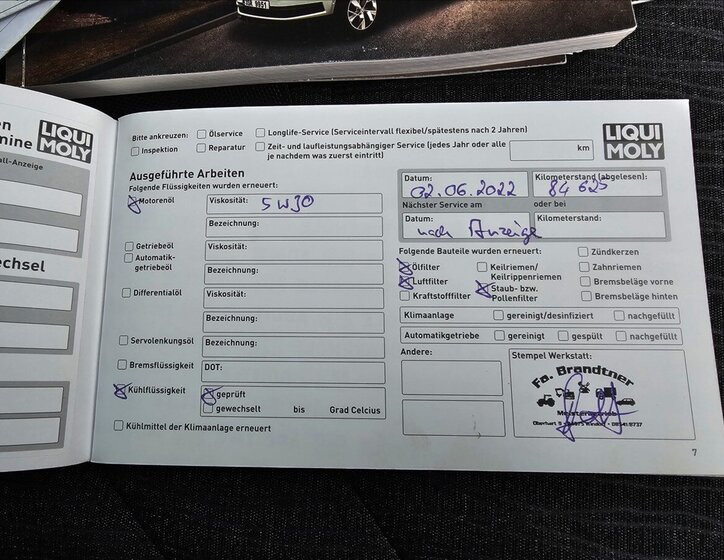 981
en
mine
LIQUI
MOLY
all-Anzeige
echsel
Bitte ankreuzen:
Ölservice
Longlife-Service (Serviceintervall flexibel/spätestens nach 2 Jahren)
Inspektion
Reparatur
Zeit- und laufleistungsabhängiger Service (jedes Jahr oder alle
je nachdem was zuerst eintritt)
km
LIQUI
MOLY
Ausgeführte Arbeiten
Folgende Flüssigkeiten wurden erneuert:
Motorenöl
Viskosität: 5W30
Bezeichnung:
Getriebeöl
Automatik-
getriebeöl
Viskosität:
Bezeichnung:
Differentialöl
Viskosität:
Bezeichnung:
Servolenkungsöl
Bezeichnung:
Bremsflüssigkeit
DOT:
Kühlflüssigkeit
geprüft
gewechselt bis Grad Celcius
Kühlmittel der Klimaanlage erneuert
Datum:
02.06.2022
Kilometerstand (abgelesen):
84 625
Nächster Service am oder bei
Datum:
nach Anzeige
Kilometerstand:
Folgende Bauteile wurden erneuert:
Ölfilter
Luftfilter
Kraftstofffilter
Keilriemen/
Keilrippenriemen
Staub- bzw.
Pollenfilter
Zündkerzen
Zahnriemen
Bremsbeläge vorne
Bremsbeläge hinten
Klimaanlage gereinigt/desinfiziert nachgefüllt
Automatikgetriebe gereinigt gespült nachgefüllt
Andere:
Stempel Werkstatt:
Fa. Brandtner
Meisterbetrieb
7